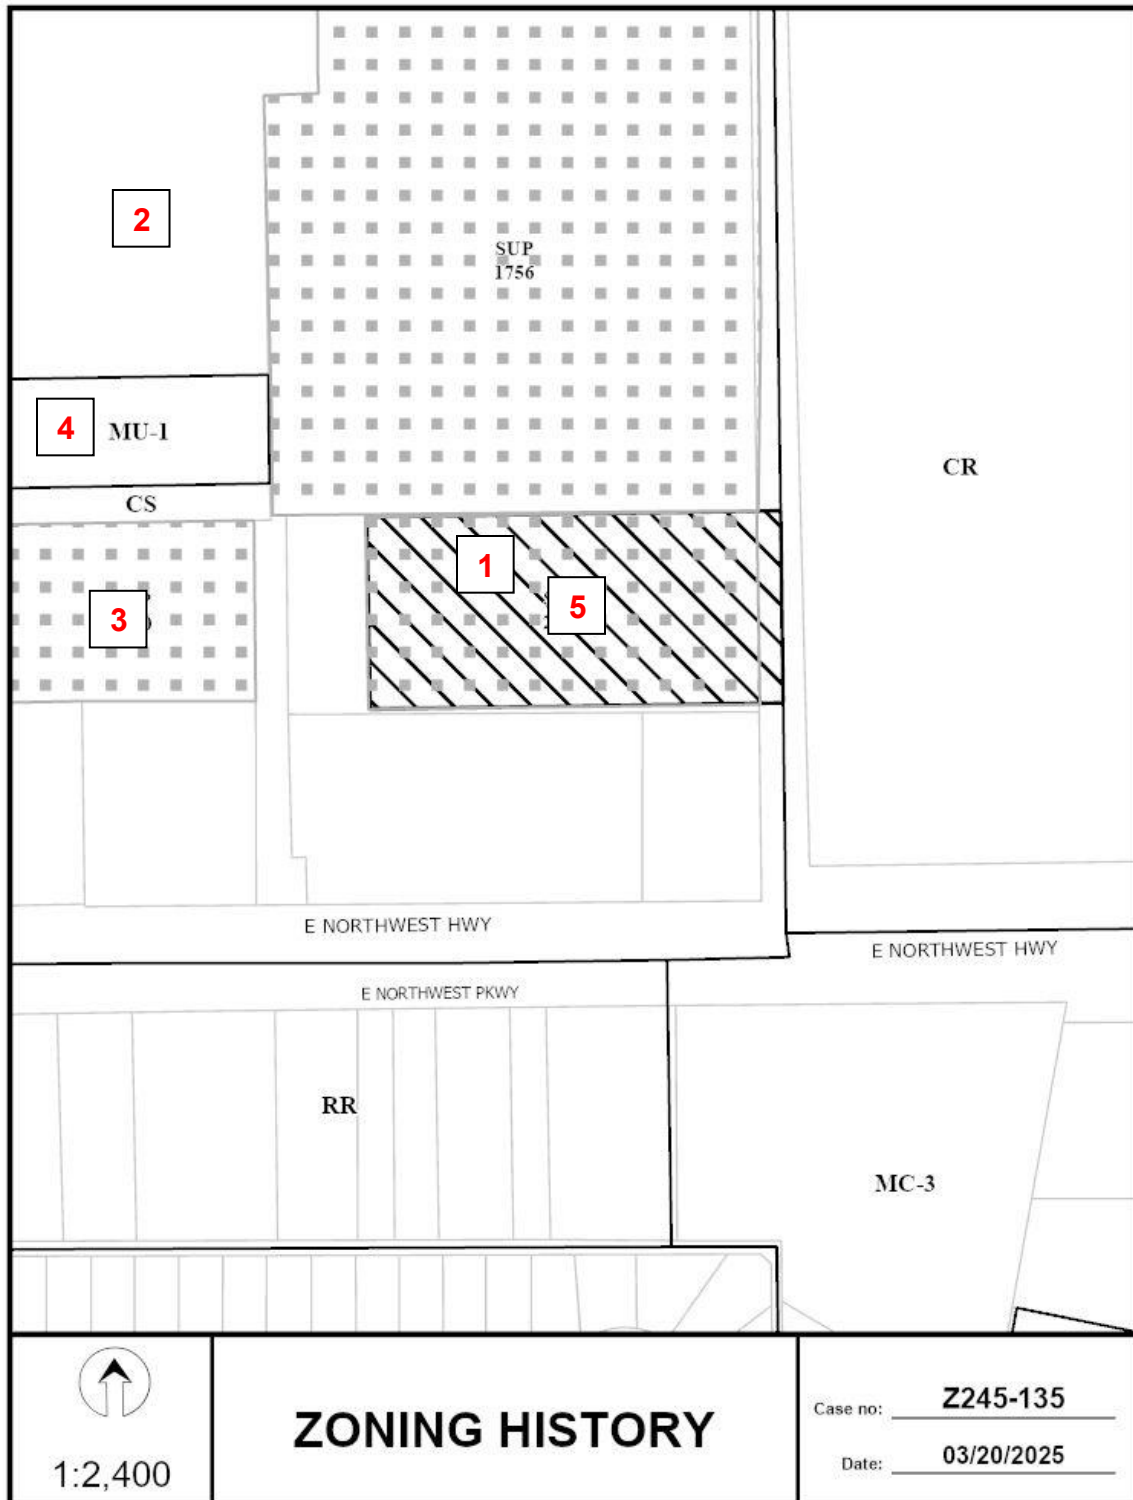 2
SUP
1756
4
MU-1
CR
CS
1
5
3
E NORTHWEST HWY
E NORTHWEST HWY
E NORTHWEST PKWY
RR
MC-3
1:2,400
ZONING HISTORY
Case no: Z245-135
Date: 03/20/2025